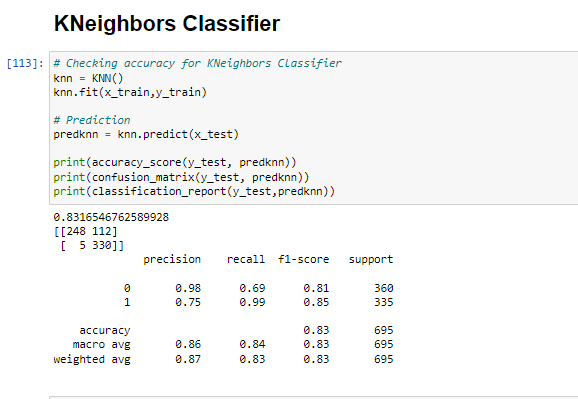 KNeighbors Classifier
[113]: # Checking accuracy for KNeighbors Classifier
knn = KNN()
knn.fit(x_train,y_train)
# Prediction
predknn = knn.predict(x_test)
print(accuracy_score(y_test, predknn))
print(confusion_matrix(y_test, predknn))
print(classification_report(y_test,predknn))
0.8316546762589928
[[248 112]
 [  5 330]]
              precision    recall  f1-score   support
           0       0.98      0.69      0.81       360
           1       0.75      0.99      0.85       335
    accuracy                           0.83       695
   macro avg       0.86      0.84      0.83       695
weighted avg       0.87      0.83      0.83       695